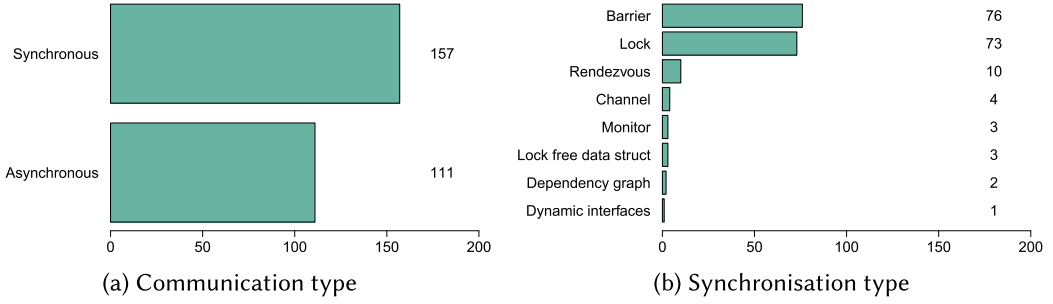 Synchronous 157
Asynchronous 111
0 50 100 150 200
(a) Communication type
Barrier 76
Lock 73
Rendezvous 10
Channel 4
Monitor 3
Lock free data struct 3
Dependency graph 2
Dynamic interfaces 1
0 50 100 150 200
(b) Synchronisation type